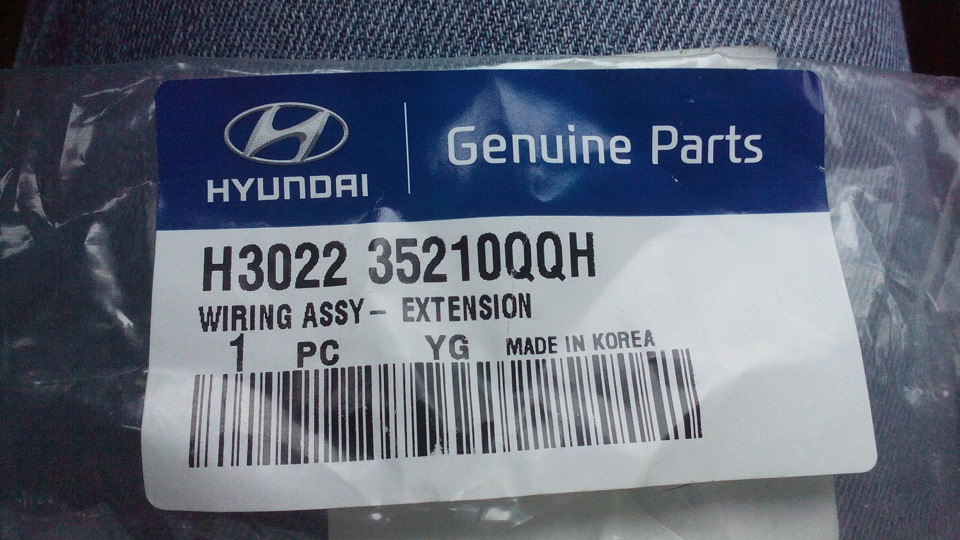 HYUNDAI
Genuine Parts
H3022 35210QQH
WIRING ASSY- EXTENSION
1 PC YG MADE IN KOREA